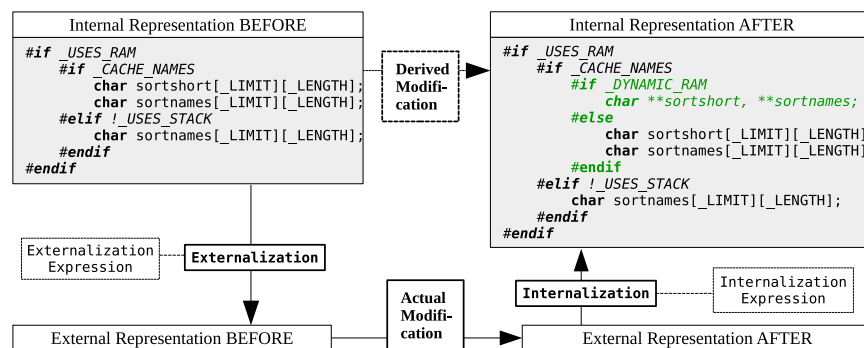 Internal Representation BEFORE
#if _USES_RAM
#if _CACHE_NAMES
char sortshort[_LIMIT][_LENGTH];
char sortnames[_LIMIT][_LENGTH];
#elif !_USES_STACK
char sortnames[_LIMIT][_LENGTH];
#endif
#endif
Derived
Modifi-
cation
Internal Representation AFTER
#if _USES_RAM
#if _CACHE_NAMES
#if _DYNAMIC_RAM
char **sortshort, **sortnames;
#else
char sortshort[_LIMIT][_LENGTH]
char sortnames[_LIMIT][_LENGTH]
#endif
#elif !_USES_STACK
char sortnames[_LIMIT][_LENGTH];
#endif
#endif
Externalization
Expression
Externalization
Actual
Modifi-
cation
Internalization
Internalization
Expression
External Representation BEFORE
External Representation AFTER